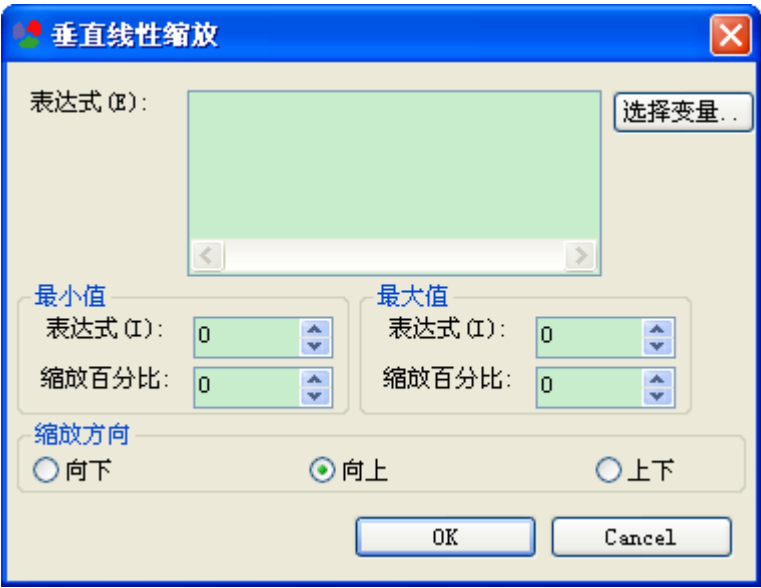 垂直线性缩放
表达式(E):
选择变量..
最小值
最大值
表达式(I): 0
表达式(I): 0
缩放百分比: 0
缩放百分比: 0
缩放方向
向下
向上
上下
OK
Cancel